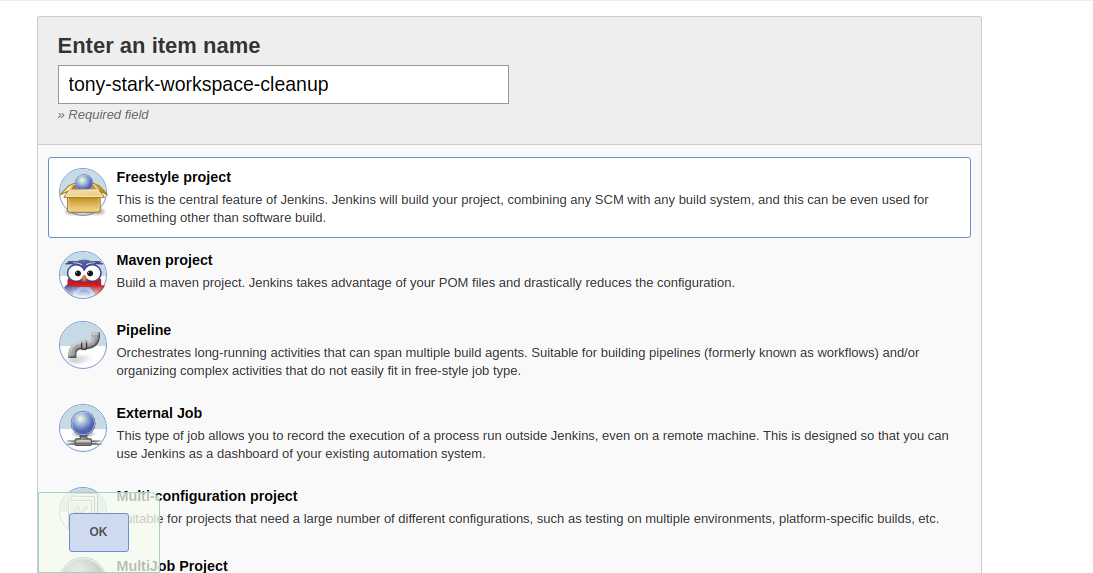 Enter an item name
tony-stark-workspace-cleanup
» Required field
Freestyle project
This is the central feature of Jenkins. Jenkins will build your project, combining any SCM with any build system, and this can be even used for
something other than software build.
Maven project
Build a maven project. Jenkins takes advantage of your POM files and drastically reduces the configuration.
Pipeline
Orchestrates long-running activities that can span multiple build agents. Suitable for building pipelines (formerly known as workflows) and/or
organizing complex activities that do not easily fit in free-style job type.
External Job
This type of job allows you to record the execution of a process run outside Jenkins, even on a remote machine. This is designed so that you can
use Jenkins as a dashboard of your existing automation system.
Multi-configuration project
Suitable for projects that need a large number of different configurations, such as testing on multiple environments, platform-specific builds, etc.
OK
MultiJob Project